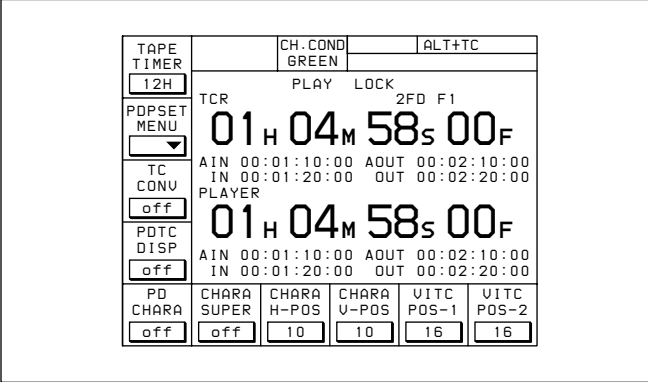 TAPE
TIMER
12H
CH.COND
GREEN
ALT+TC
PLAY LOCK
TCR 2FD F1
01H 04M 58S 00F
AIN 00:01:10:00 AOUT 00:02:10:00
IN 00:01:20:00 OUT 00:02:20:00
PLAYER
01H 04M 58S 00F
AIN 00:01:10:00 AOUT 00:02:10:00
IN 00:01:20:00 OUT 00:02:20:00
PDPSET
MENU
TC
CONV
off
PDTC
DISP
off
PD
CHARA
off
CHARA
SUPER
off
CHARA
H-POS
10
CHARA
V-POS
10
VITC
POS-1
16
VITC
POS-2
16